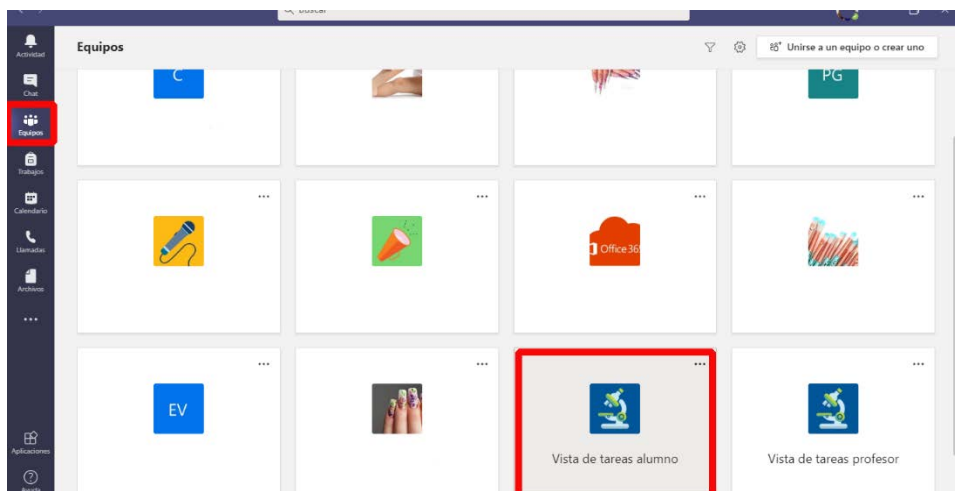 Buscar
Equipos
Unirse a un equipo o crear uno
Actividad
Chat
Equipos
Trabajos
Calendario
Llamadas
Archivos
Aplicaciones
Ayuda
C
PG
Office 365
EV
Vista de tareas alumno
Vista de tareas profesor